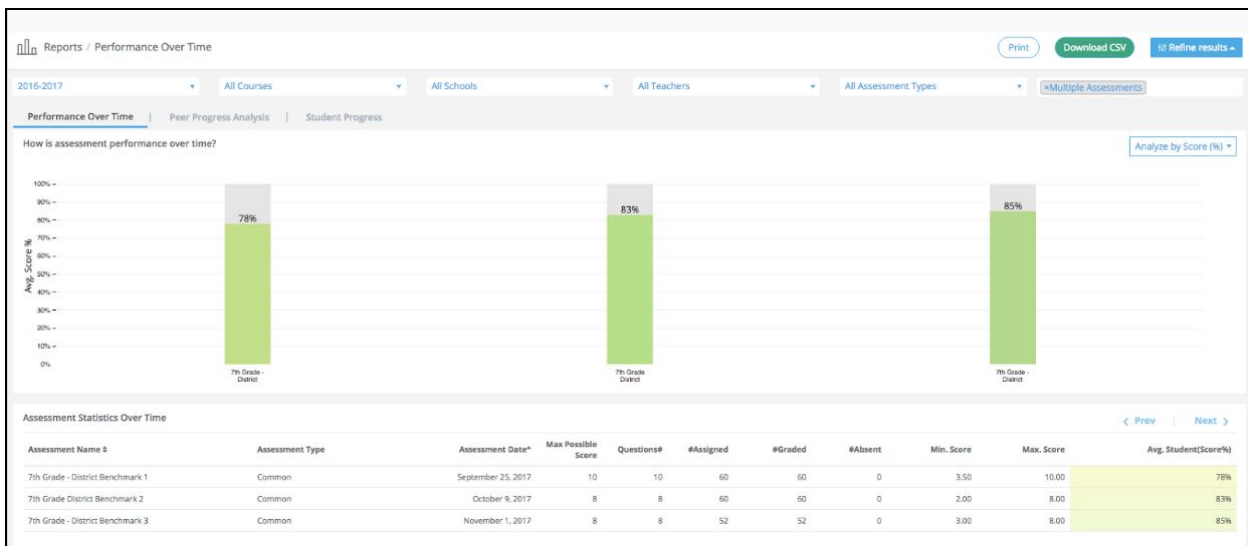 Reports / Performance Over Time
Print
Download CSV
Refine results
2016-2017
All Courses
All Schools
All Teachers
All Assessment Types
×Multiple Assessments
Performance Over Time | Peer Progress Analysis | Student Progress
How is assessment performance over time?
Analyze by Score (%)
Avg. Score %
100%
90%
80%
70%
60%
50%
40%
30%
20%
10%
0%
78%
83%
85%
7th Grade -
District
7th Grade
District
7th Grade -
District
Assessment Statistics Over Time
< Prev | Next >
Assessment Name Assessment Type Assessment Date Max Possible Score Questions# #Assigned #Graded #Absent Min. Score Max. Score Avg. Student(Score%)
7th Grade - District Benchmark 1 Common September 25, 2017 10 10 60 60 0 3.50 10.00 78%
7th Grade District Benchmark 2 Common October 9, 2017 8 8 60 60 0 2.00 8.00 83%
7th Grade - District Benchmark 3 Common November 1, 2017 8 8 52 52 0 3.00 8.00 85%